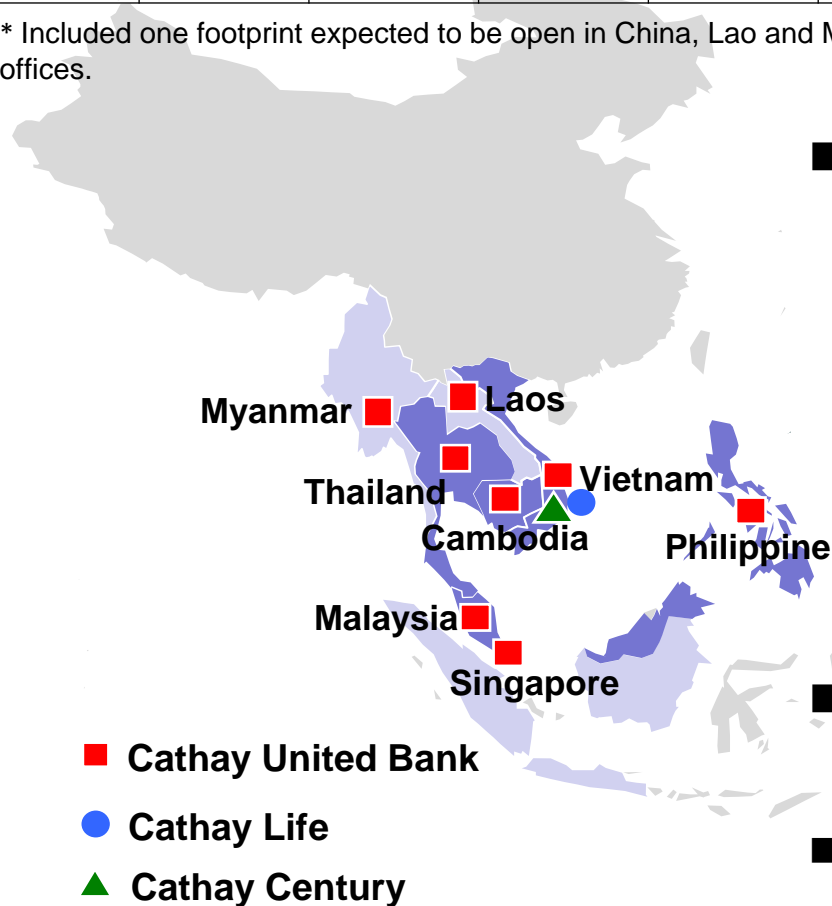 * Included one footprint expected to be open in China, Lao and
offices.
Myanmar
Laos
Thailand
Vietnam
Cambodia
Philippine
Malaysia
Singapore
Cathay United Bank
Cathay Life
Cathay Century